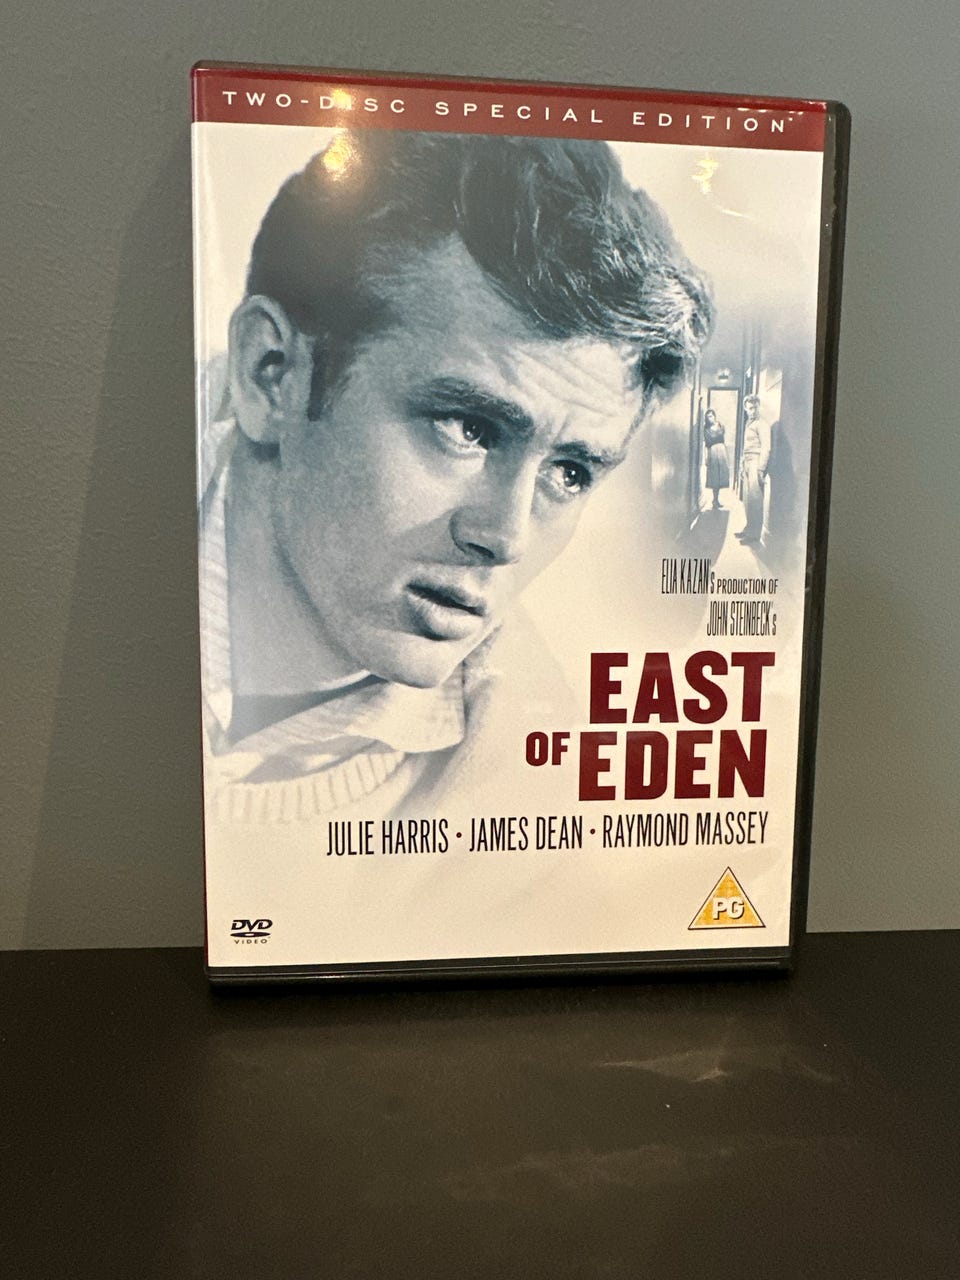 TWO-DISC SPECIAL EDITION
ELIA KAZAN's PRODUCTION OF
JOHN STEINBECK's
EAST
OF EDEN
JULIE HARRIS · JAMES DEAN · RAYMOND MASSEY
PG
DVD
VIDEO